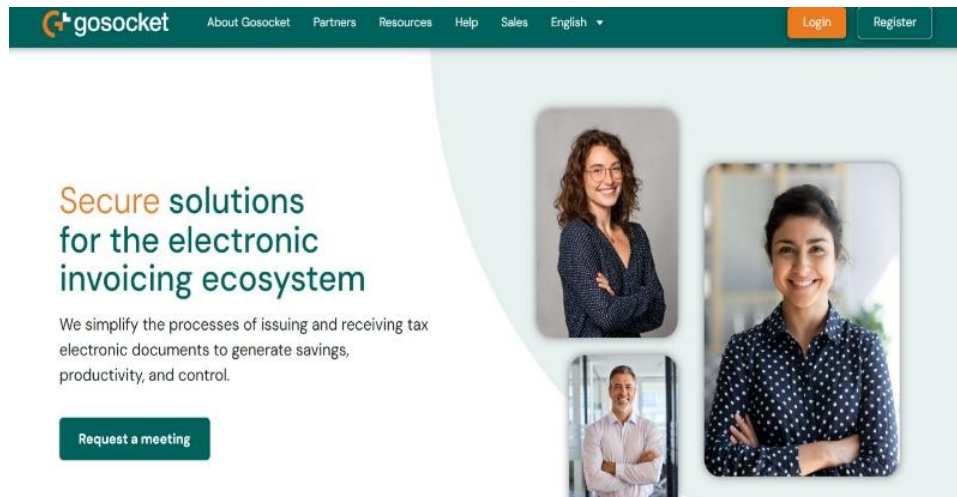 gosocket About Gosocket Partners Resources Help Sales English Login Register
Secure solutions
for the electronic
invoicing ecosystem
We simplify the processes of issuing and receiving tax
electronic documents to generate savings,
productivity, and control.
Request a meeting